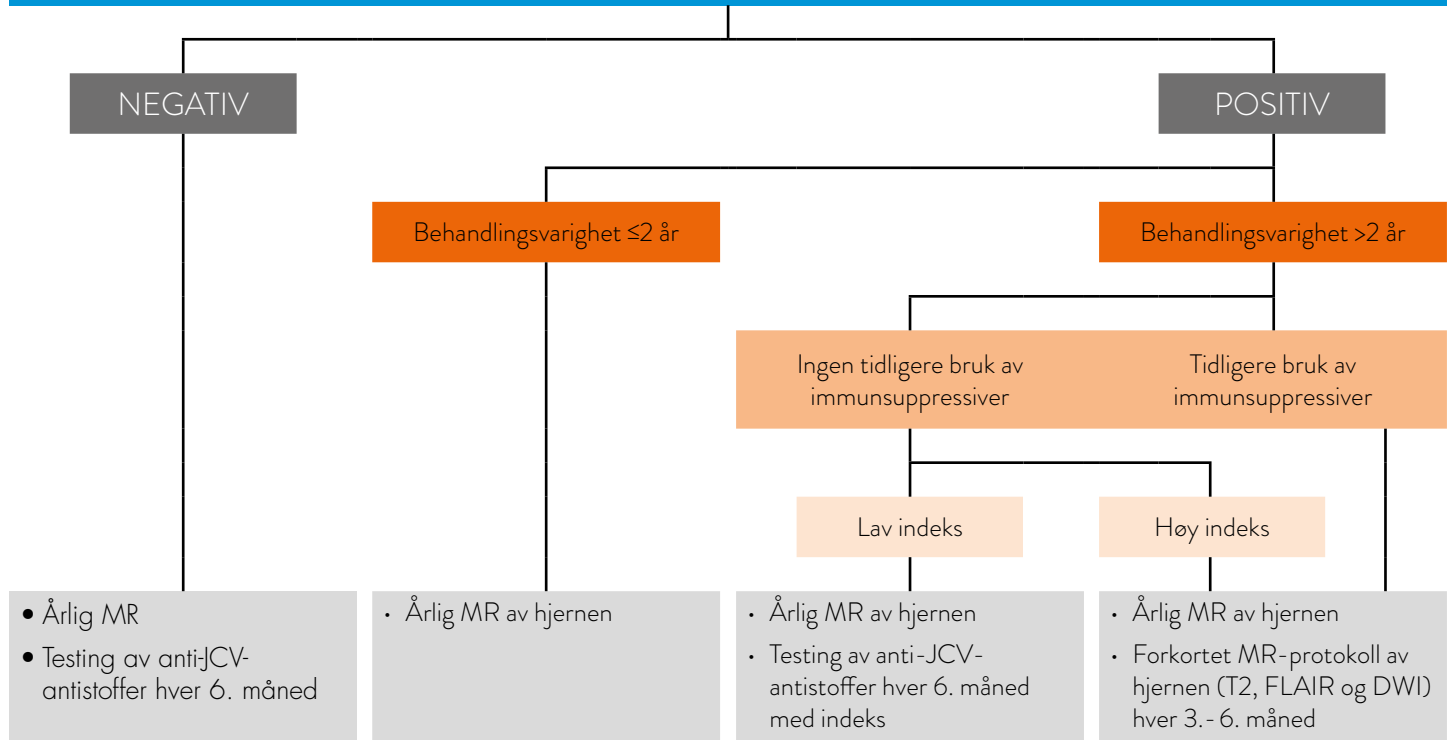 NEGATIV
POSITIV
Behandlingsvarighet ≤2 år
Behandlingsvarighet >2 år
Ingen tidligere bruk av
immunsuppressiver
Tidligere bruk av
immunsuppressiver
Lav indeks
Høy indeks
• Årlig MR
• Testing av anti-JCV-
antistoffer hver 6. måned
• Årlig MR av hjernen
• Årlig MR av hjernen
• Testing av anti-JCV-
antistoffer hver 6. måned
med indeks
• Årlig MR av hjernen
• Forkortet MR-protokoll av
hjernen (T2, FLAIR og DWI)
hver 3.- 6. måned